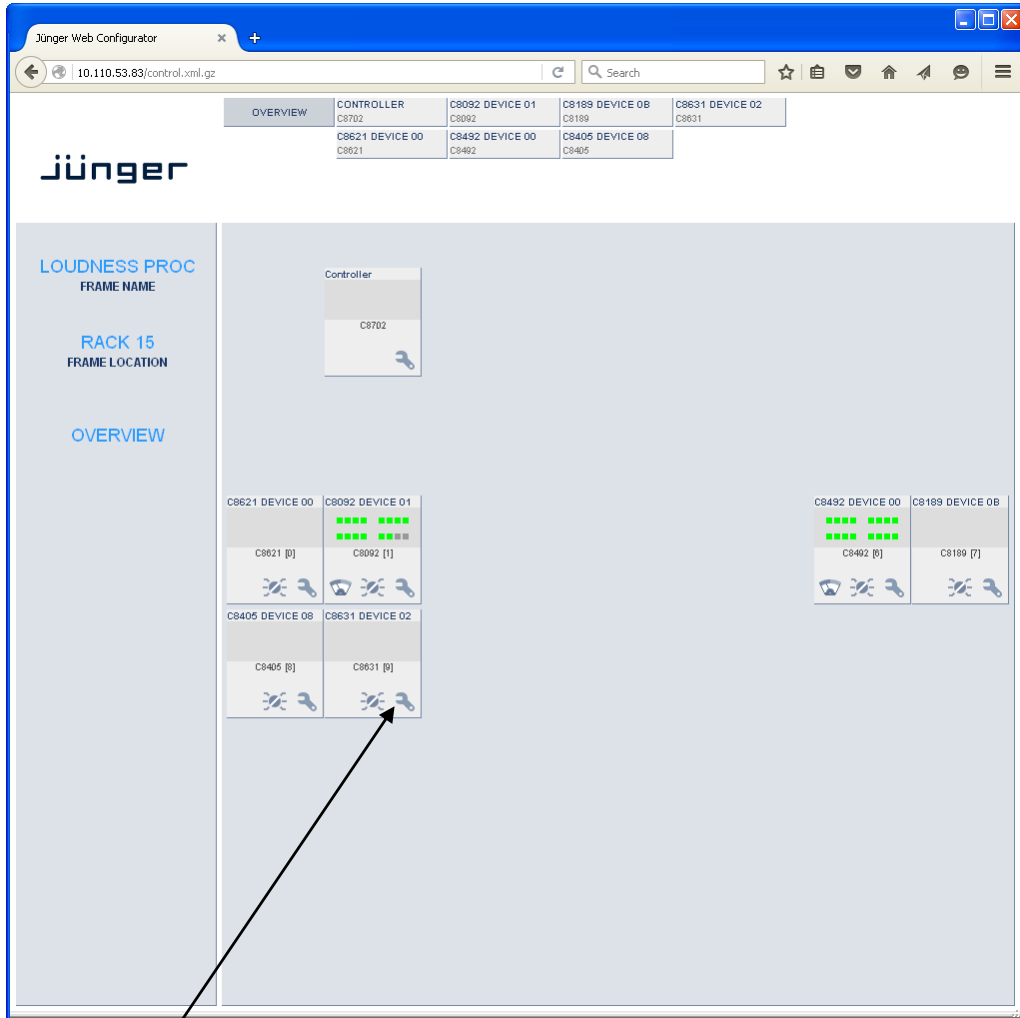 Jünger Web Configurator
10.110.53.83/control.xml.gz
Search
OVERVIEW
CONTROLLER
C8702
C8092 DEVICE 01
C8092
C8189 DEVICE 0B
C8189
C8631 DEVICE 02
C8631
C8621 DEVICE 00
C8621
C8492 DEVICE 00
C8492
C8405 DEVICE 08
C8405
jünger
LOUDNESS PROC
FRAME NAME
RACK 15
FRAME LOCATION
OVERVIEW
Controller
C8702
C8621 DEVICE 00
C8621 [0]
C8092 DEVICE 01
C8092 [1]
C8492 DEVICE 00
C8492 [6]
C8189 DEVICE 0B
C8189 [7]
C8405 DEVICE 08
C8405 [8]
C8631 DEVICE 02
C8631 [9]